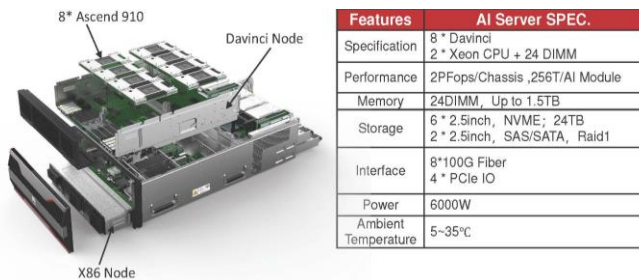 8* Ascend 910
Davinci Node
X86 Node
Features AI Server SPEC.
Specification 8 * Davinci
2 * Xeon CPU + 24 DIMM
Performance 2PFops/Chassis ,256T/AI Module
Memory 24DIMM, Up to 1.5TB
Storage 6 * 2.5inch, NVME; 24TB
2 * 2.5inch, SAS/SATA, Raid1
Interface 8*100G Fiber
4 * PCIe IO
Power 6000W
Ambient
Temperature 5~35℃